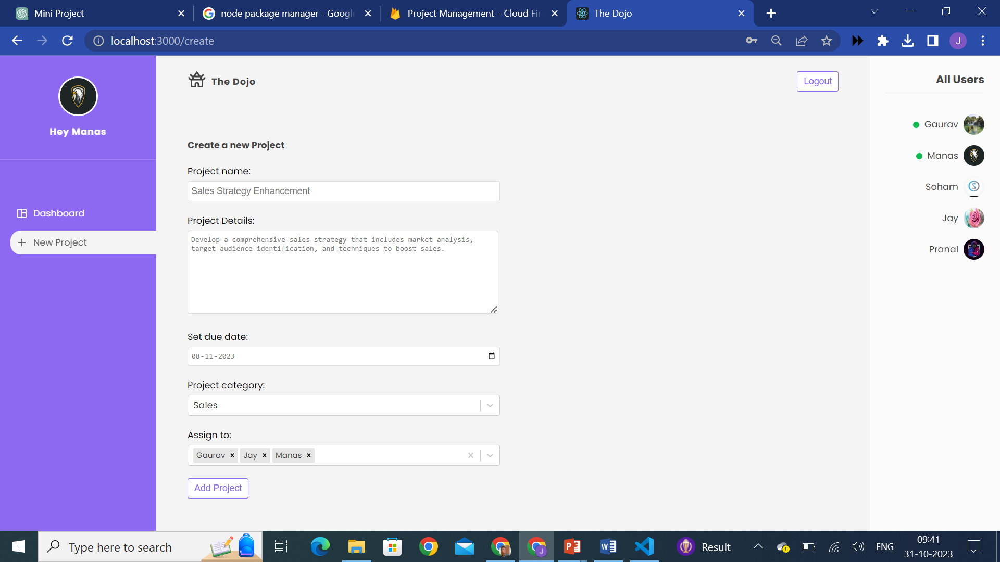 Mini Project
node package manager - Google
Project Management – Cloud Fir
The Dojo
localhost:3000/create
J
Hey Manas
Dashboard
New Project
The Dojo
Logout
Create a new Project
Project name:
Sales Strategy Enhancement
Project Details:
Develop a comprehensive sales strategy that includes market analysis,
target audience identification, and techniques to boost sales.
Set due date:
08-11-2023
Project category:
Sales
Assign to:
Gaurav
Jay
Manas
Add Project
All Users
Gaurav
Manas
Soham
Jay
Pranal
Type here to search
Result
ENG
09:41
31-10-2023